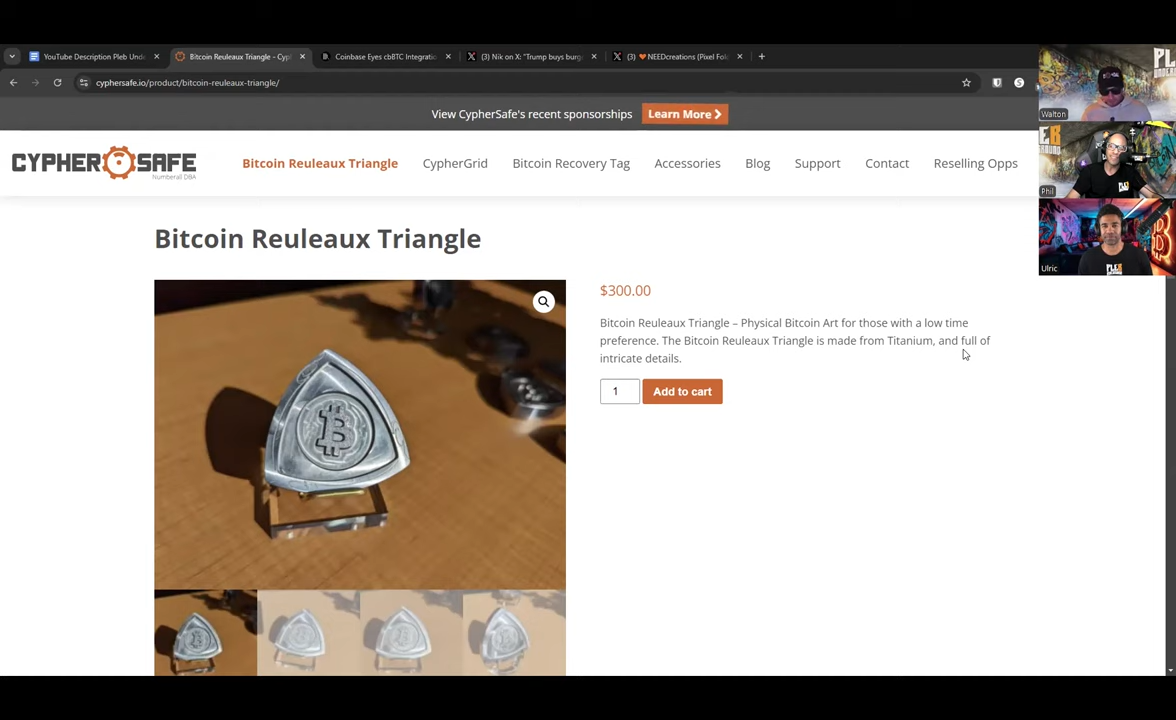 YouTube Description Pleb Und
Bitcoin Reuleaux Triangle - Cyp
Coinbase Eyes cbBTC Integrati
(3) Nik on X: "Trump buys burg
(3) NEEDcreations (Pixel Fol
cyphersafe.io/product/bitcoin-reuleaux-triangle/
View CypherSafe's recent sponsorships
Learn More
CYPHER SAFE
Numberall DBA
Bitcoin Reuleaux Triangle
CypherGrid
Bitcoin Recovery Tag
Accessories
Blog
Support
Contact
Reselling Opps
Walton
Phil
Ulric
Bitcoin Reuleaux Triangle
$300.00
Bitcoin Reuleaux Triangle – Physical Bitcoin Art for those with a low time
preference. The Bitcoin Reuleaux Triangle is made from Titanium, and full of
intricate details.
1
Add to cart